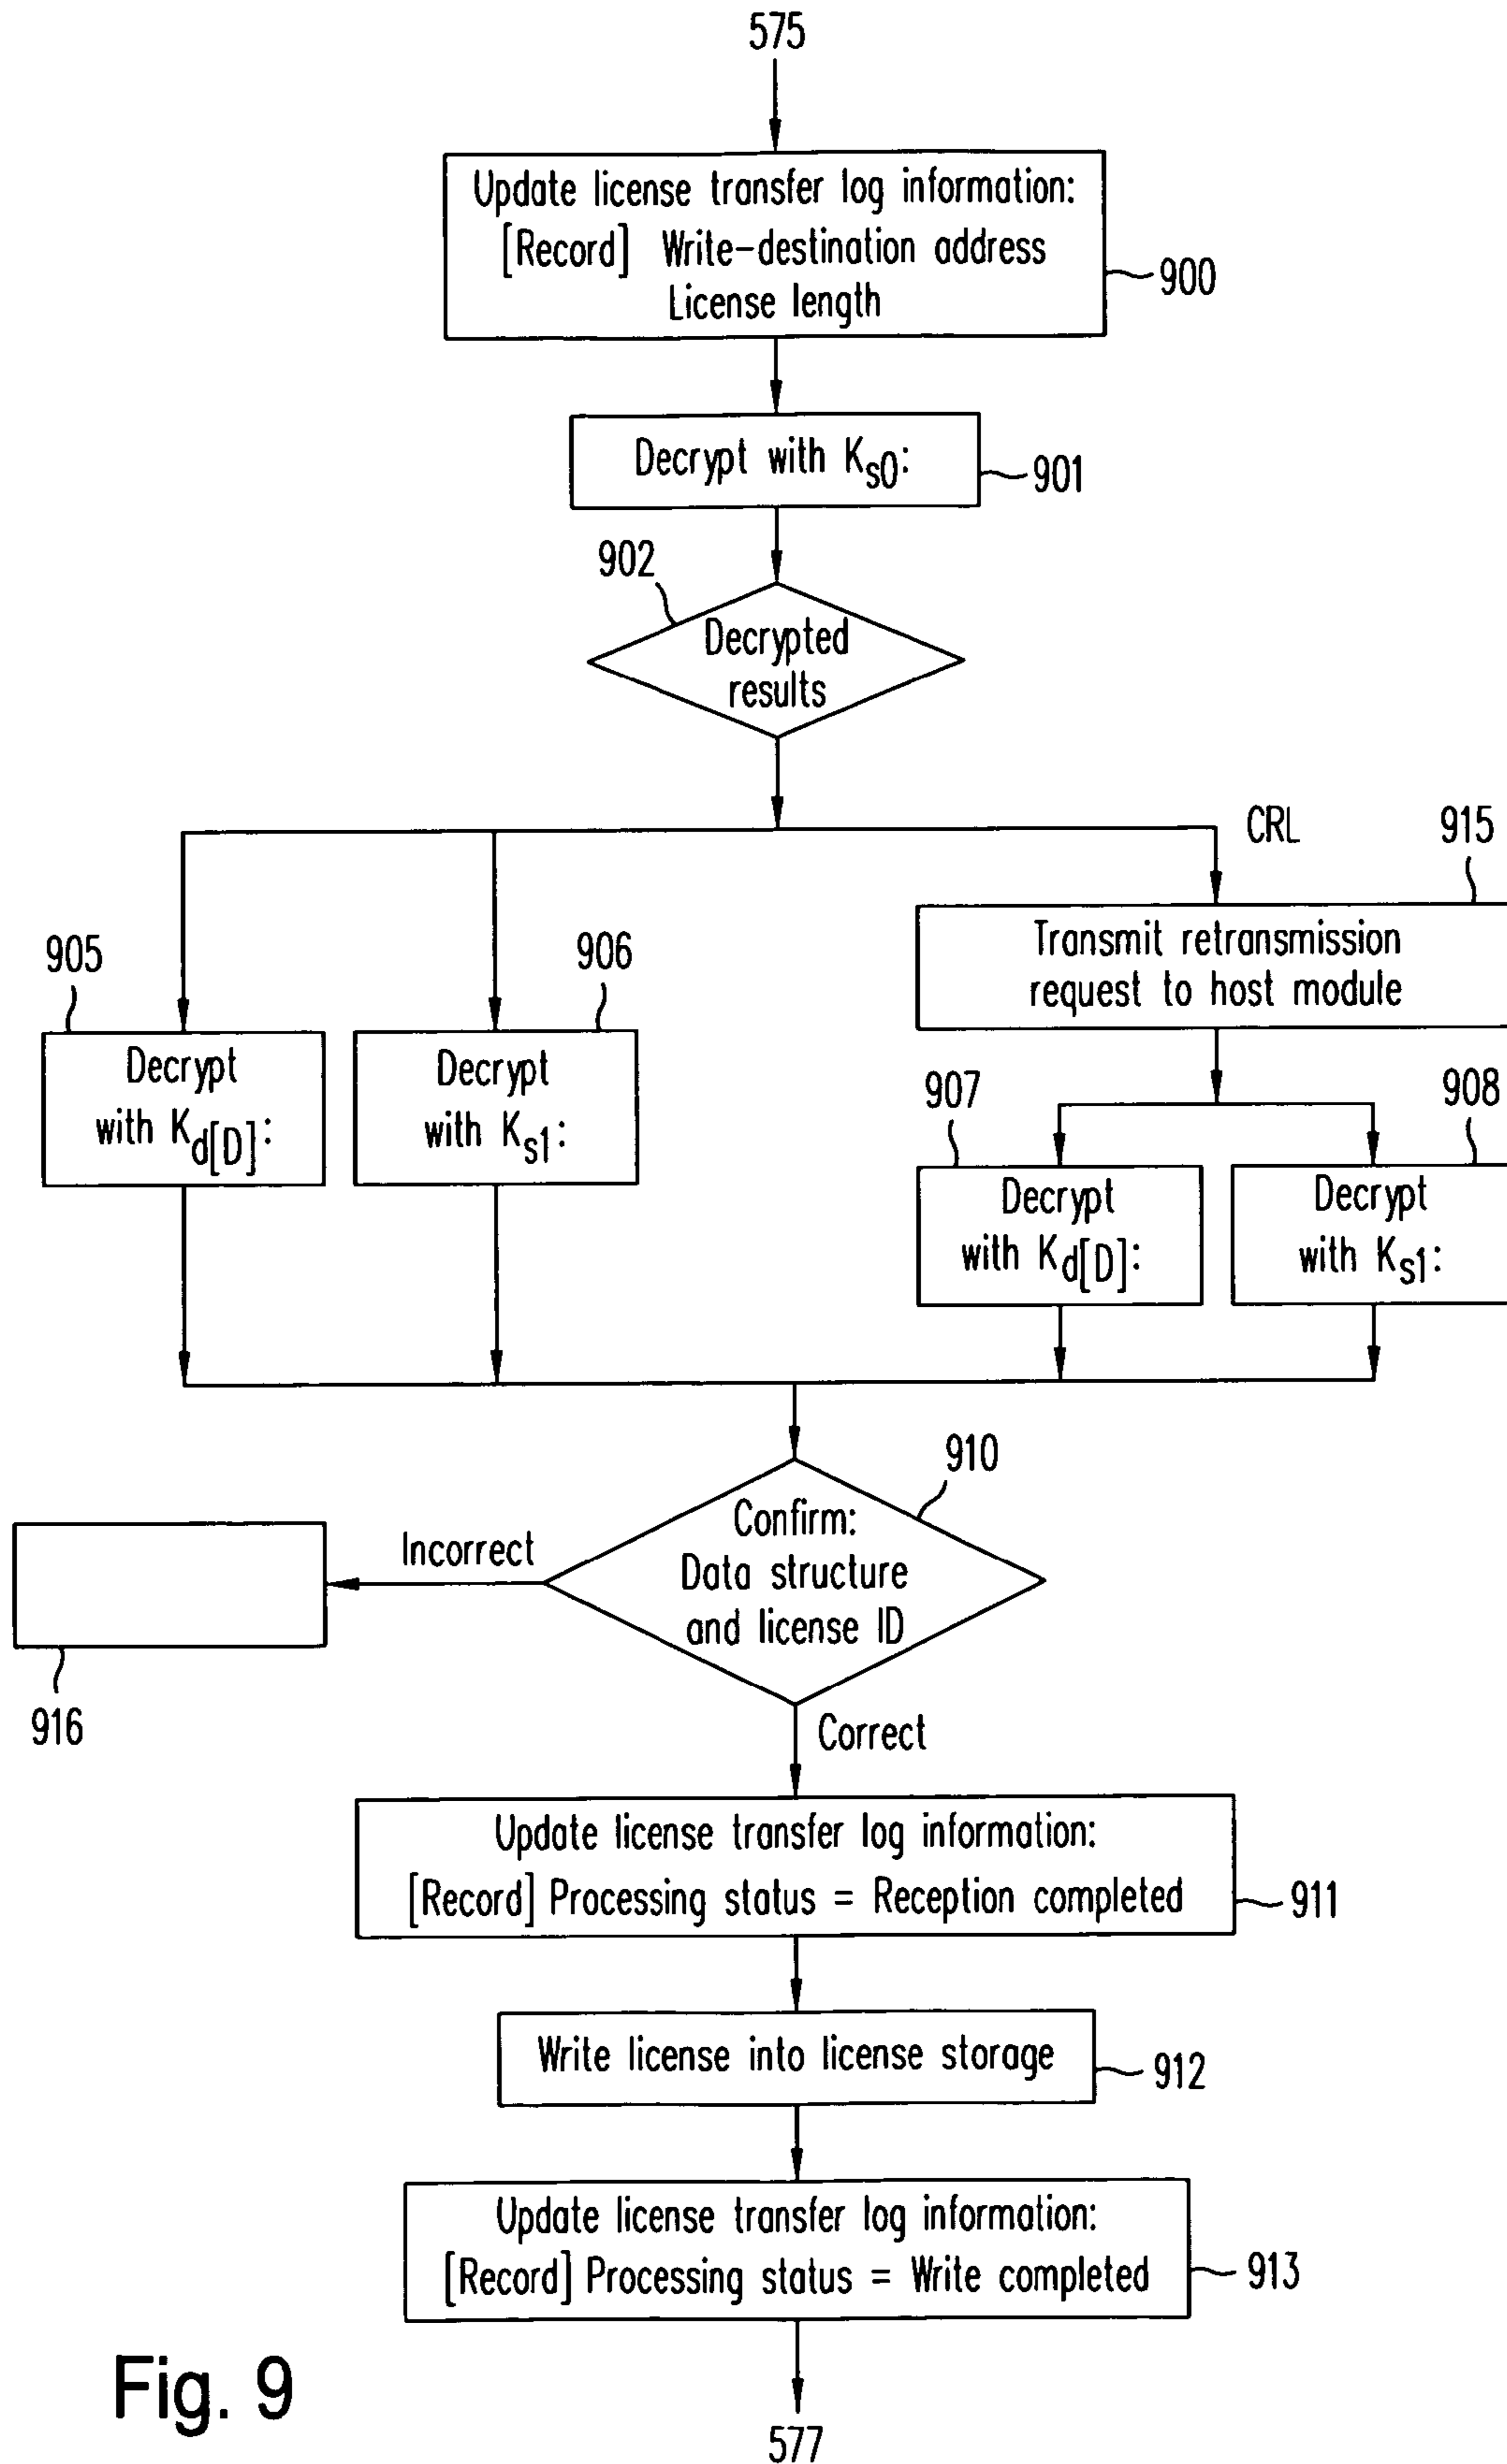 575
Update license transfer log information:
[Record] Write-destination address
License length
900
Decrypt with Ks0:
901
902
Decrypted
results
CRL
915
Transmit retransmission
request to host module
905
Decrypt
with Kd[D]:
906
Decrypt
with Ks1:
907
Decrypt
with Kd[D]:
908
Decrypt
with Ks1:
910
Confirm:
Data structure
and license ID
Incorrect
916
Correct
Update license transfer log information:
[Record] Processing status = Reception completed
911
Write license into license storage
912
Update license transfer log information:
[Record] Processing status = Write completed
913
577
Fig. 9